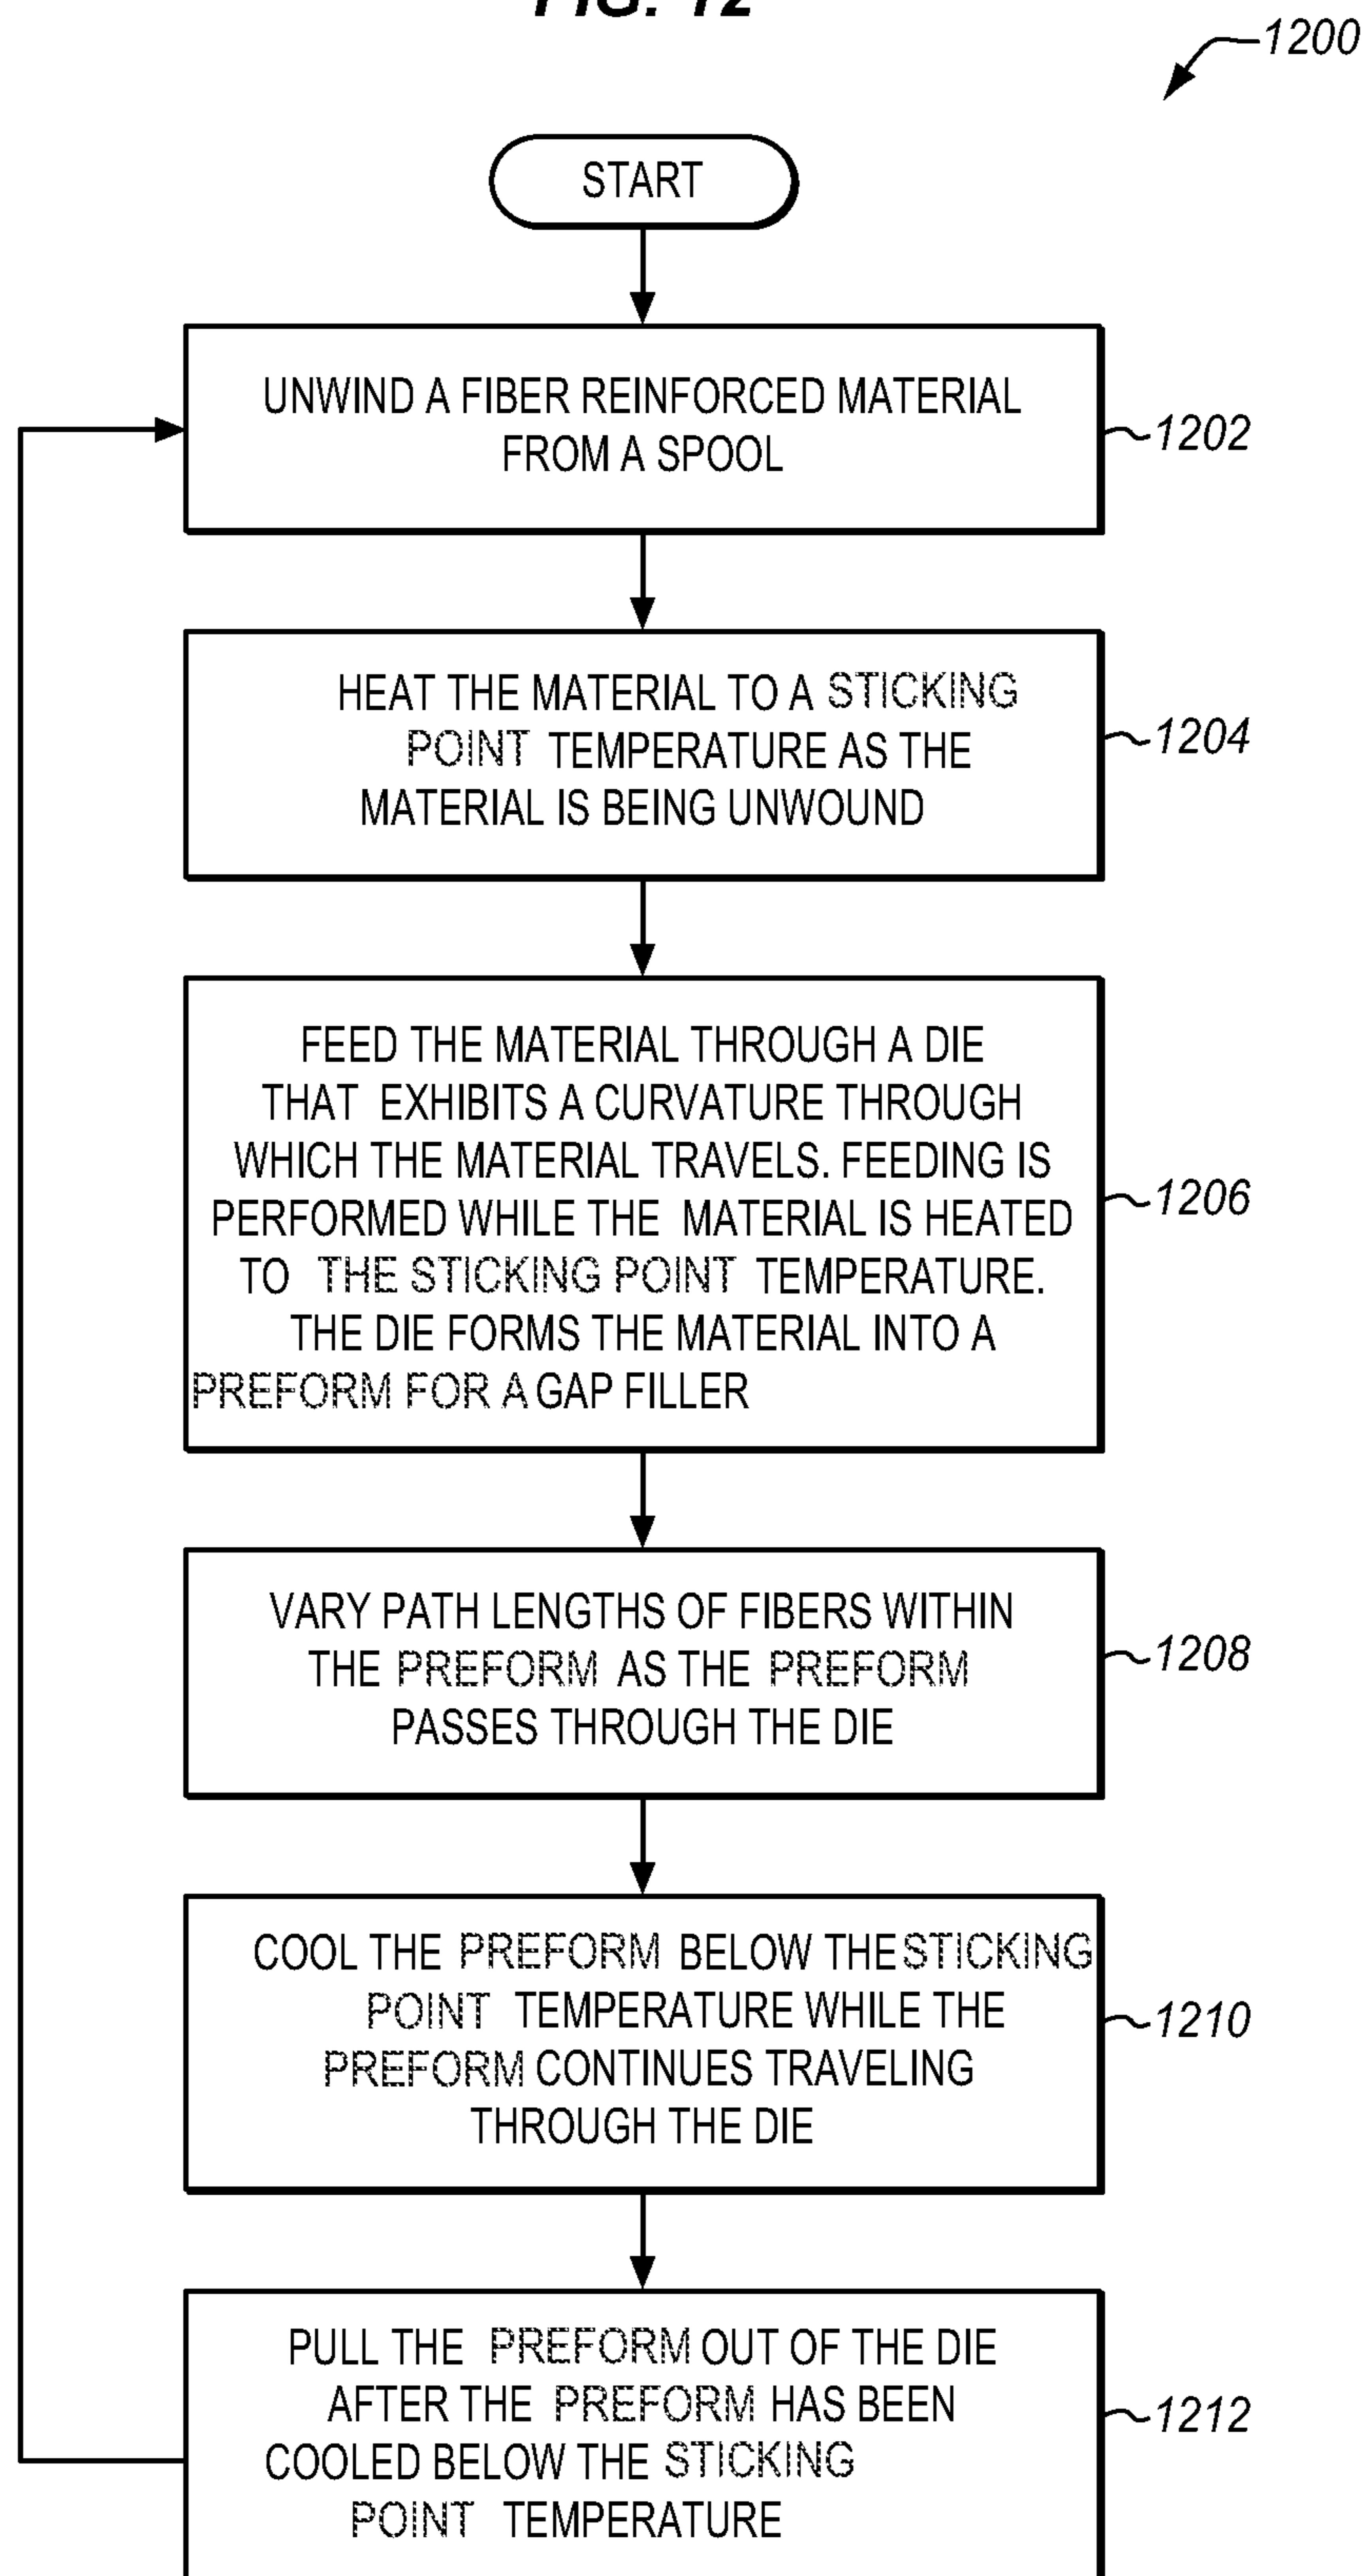 FIG. 12
1200
START
UNWIND A FIBER REINFORCED MATERIAL
FROM A SPOOL
1202
HEAT THE MATERIAL TO A STICKING
POINT TEMPERATURE AS THE
MATERIAL IS BEING UNWOUND
1204
FEED THE MATERIAL THROUGH A DIE
THAT EXHIBITS A CURVATURE THROUGH
WHICH THE MATERIAL TRAVELS. FEEDING IS
PERFORMED WHILE THE MATERIAL IS HEATED
TO THE STICKING POINT TEMPERATURE.
THE DIE FORMS THE MATERIAL INTO A
PREFORM FOR A GAP FILLER
1206
VARY PATH LENGTHS OF FIBERS WITHIN
THE PREFORM AS THE PREFORM
PASSES THROUGH THE DIE
1208
COOL THE PREFORM BELOW THE STICKING
POINT TEMPERATURE WHILE THE
PREFORM CONTINUES TRAVELING
THROUGH THE DIE
1210
PULL THE PREFORM OUT OF THE DIE
AFTER THE PREFORM HAS BEEN
COOLED BELOW THE STICKING
POINT TEMPERATURE
1212